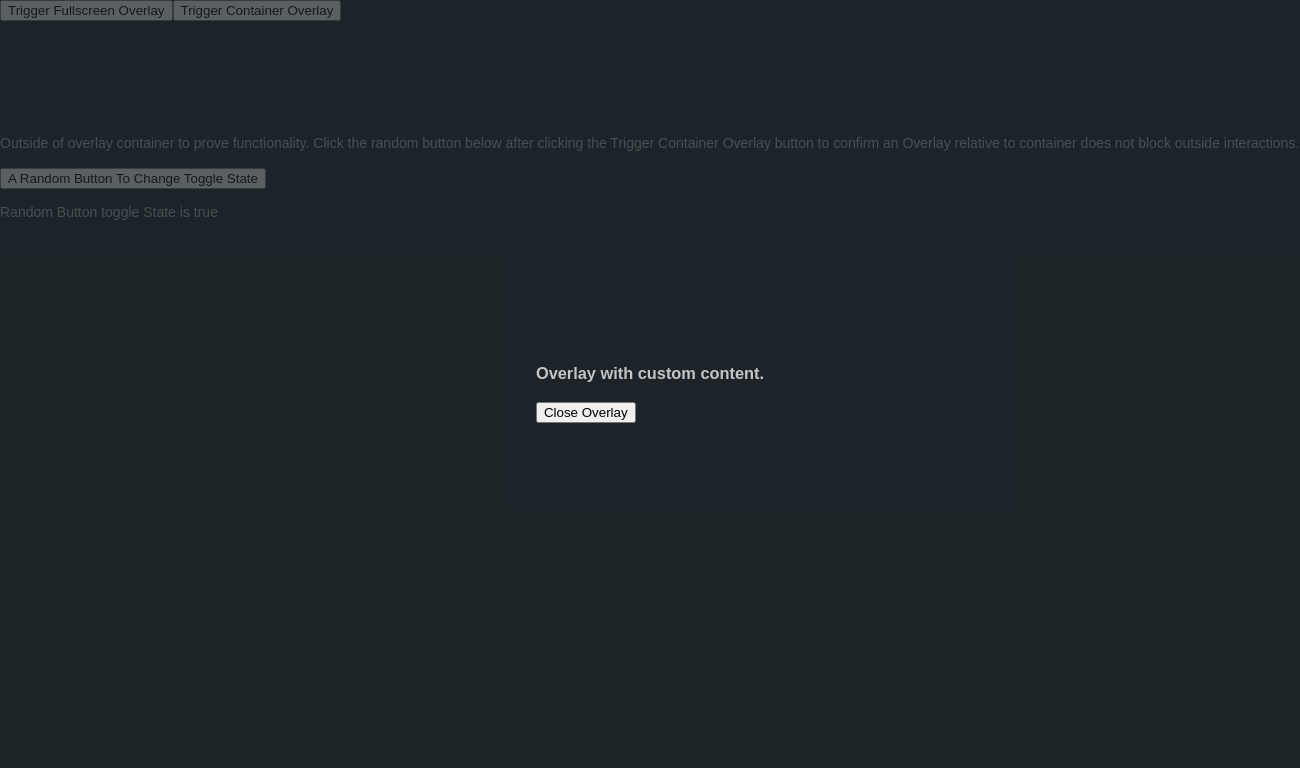 Trigger Fullscreen Overlay Trigger Container Overlay
Outside of overlay container to prove functionality. Click the random button below after clicking the Trigger Container Overlay button to confirm an Overlay relative to container does not block outside interactions.
A Random Button To Change Toggle State
Random Button toggle State is true
Overlay with custom content.
Close Overlay